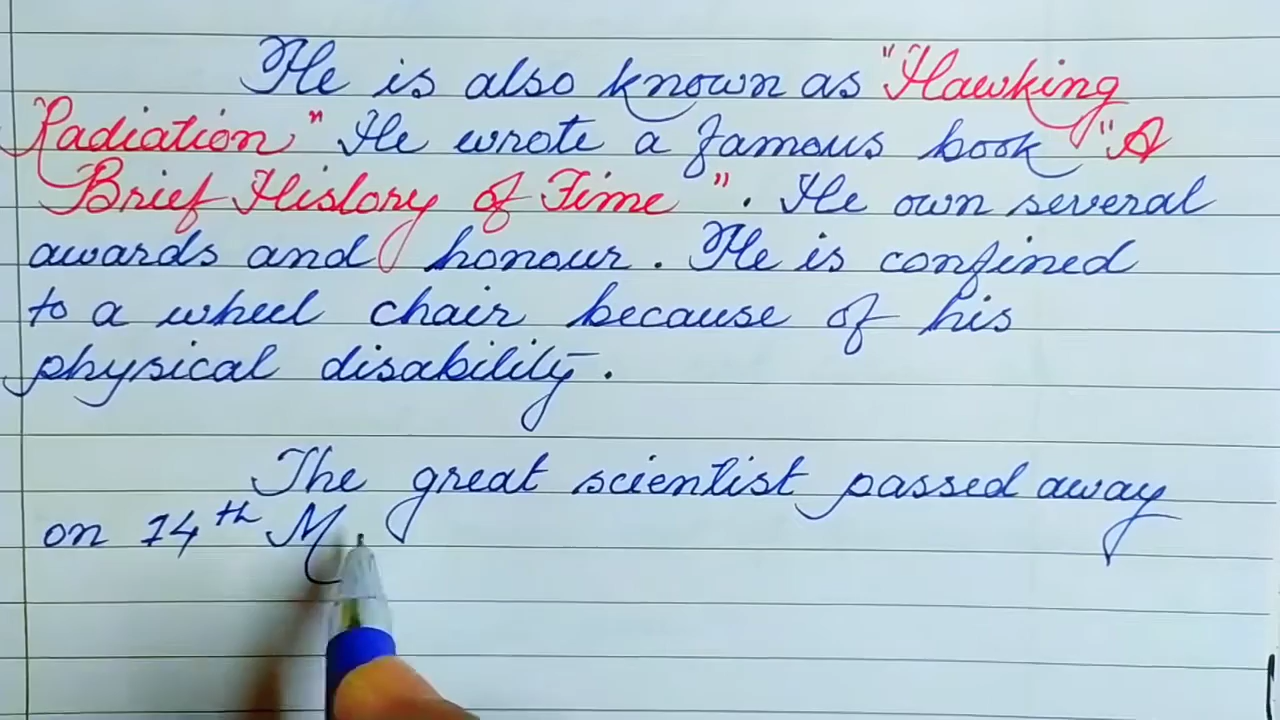 He is also known as "Hawking
Radiation" He wrote a famous book "A
Brief History of Time". He own several
awards and honour. He is confined
to a wheel chair because of his
physical disability.
The great scientist passed away
on 14th M